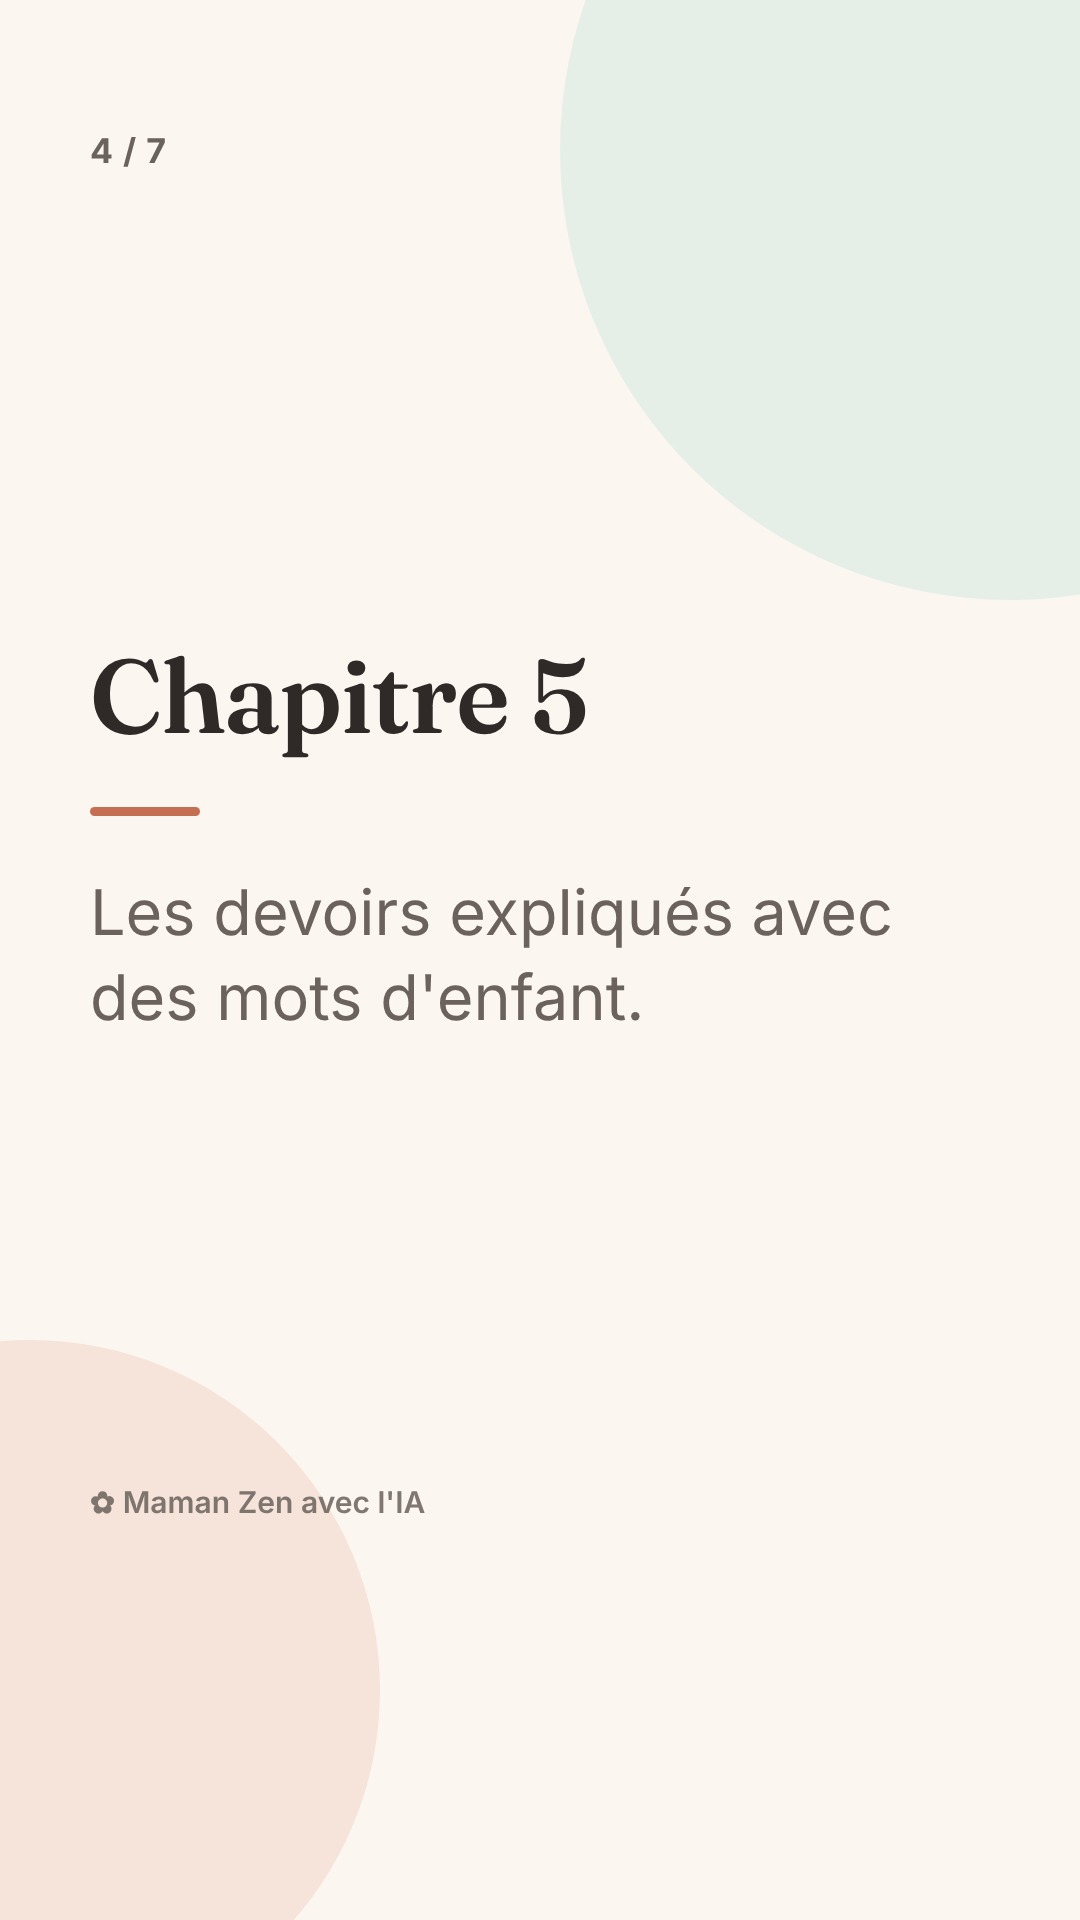 4 / 7
Chapitre 5
Les devoirs expliqués avec
des mots d'enfant.
✿ Maman Zen avec l'IA